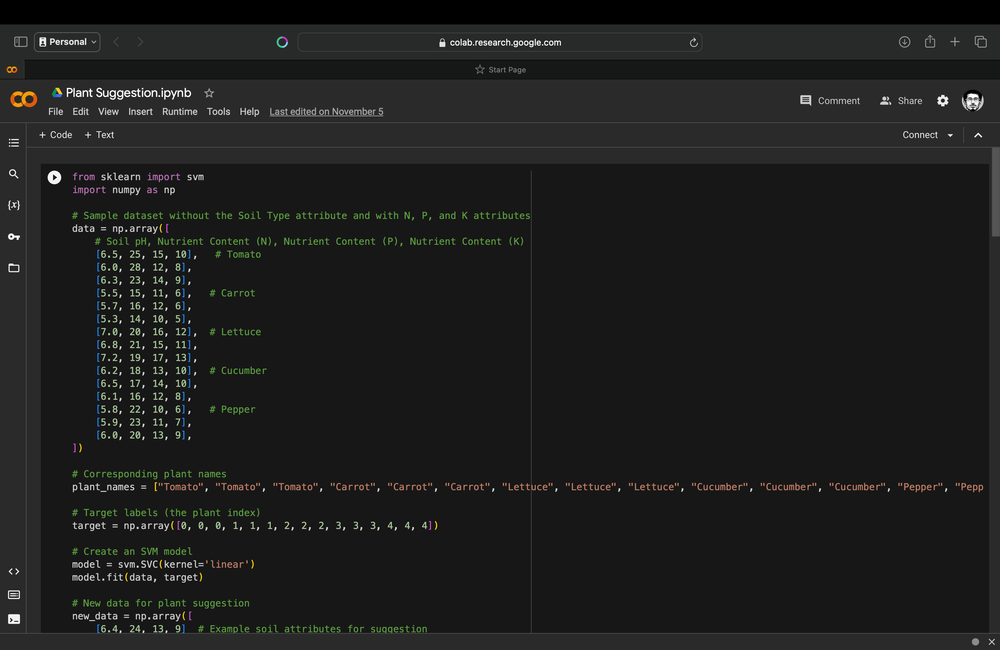 Personal
colab.research.google.com
Start Page
Plant Suggestion.ipynb
Comment
Share
File Edit View Insert Runtime Tools Help Last edited on November 5
+ Code + Text
Connect
from sklearn import svm
import numpy as np
# Sample dataset without the Soil Type attribute and with N, P, and K attributes
data = np.array([
# Soil pH, Nutrient Content (N), Nutrient Content (P), Nutrient Content (K)
[6.5, 25, 15, 10],   # Tomato
[6.0, 28, 12, 8],
[6.3, 23, 14, 9],
[5.5, 15, 11, 6],   # Carrot
[5.7, 16, 12, 6],
[5.3, 14, 10, 5],
[7.0, 20, 16, 12],  # Lettuce
[6.8, 21, 15, 11],
[7.2, 19, 17, 13],
[6.2, 18, 13, 10],  # Cucumber
[6.5, 17, 14, 10],
[6.1, 16, 12, 8],
[5.8, 22, 10, 6],   # Pepper
[5.9, 23, 11, 7],
[6.0, 20, 13, 9],
])
# Corresponding plant names
plant_names = ["Tomato", "Tomato", "Tomato", "Carrot", "Carrot", "Carrot", "Lettuce", "Lettuce", "Lettuce", "Cucumber", "Cucumber", "Cucumber", "Pepper", "Pepp
# Target labels (the plant index)
target = np.array([0, 0, 0, 1, 1, 1, 2, 2, 2, 3, 3, 3, 4, 4, 4])
# Create an SVM model
model = svm.SVC(kernel='linear')
model.fit(data, target)
# New data for plant suggestion
new_data = np.array([
[6.4, 24, 13, 9]  # Example soil attributes for suggestion